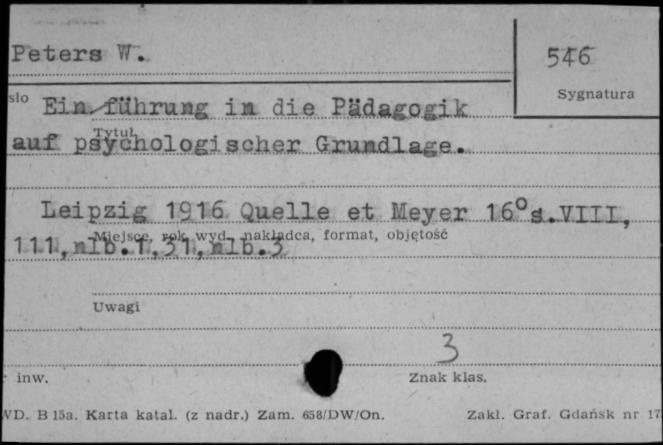 Peters W.
546
Sygnatura
sło Ein führung in die Pädagogik
Tytuł
auf psychologischer Grundlage.
Leipzig 1916 Quelle et Meyer 16° s.VIII,
Miejsce, rok wyd., nakładca, format, objętość
111,nlb.1,31,nlb.3
Uwagi
3
r inw.
Znak klas.
WD. B 15a. Karta katal. (z nadr.) Zam. 658/DW/On.
Zakł. Graf. Gdańsk nr 17